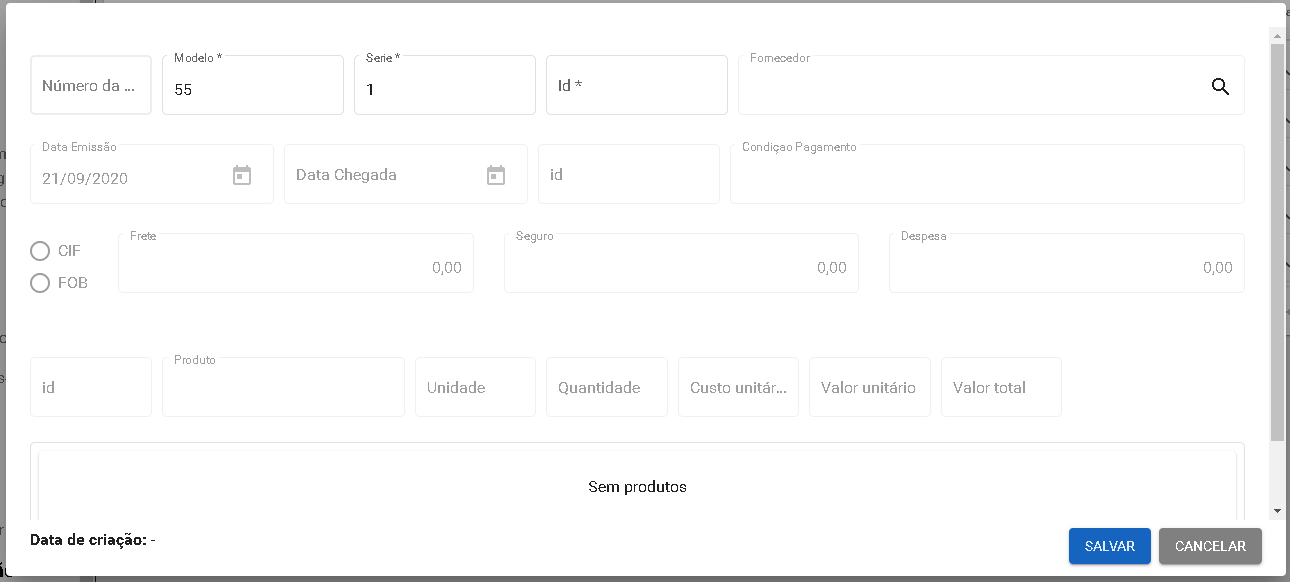 Número da ...
Modelo *
55
Serie *
1
Id *
Fornecedor
Data Emissão
21/09/2020
Data Chegada
id
Condiçao Pagamento
CIF
FOB
Frete
0,00
Seguro
0,00
Despesa
0,00
id
Produto
Unidade
Quantidade
Custo unitár...
Valor unitário
Valor total
Sem produtos
Data de criação: -
SALVAR
CANCELAR